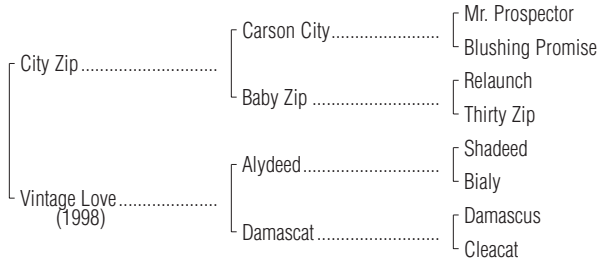 Mr. Prospector
Carson City
Blushing Promise
City Zip
Relaunch
Baby Zip
Thirty Zip
Shadeed
Alydeed
Bialy
Vintage Love
(1998)
Damascus
Damascat
Cleacat